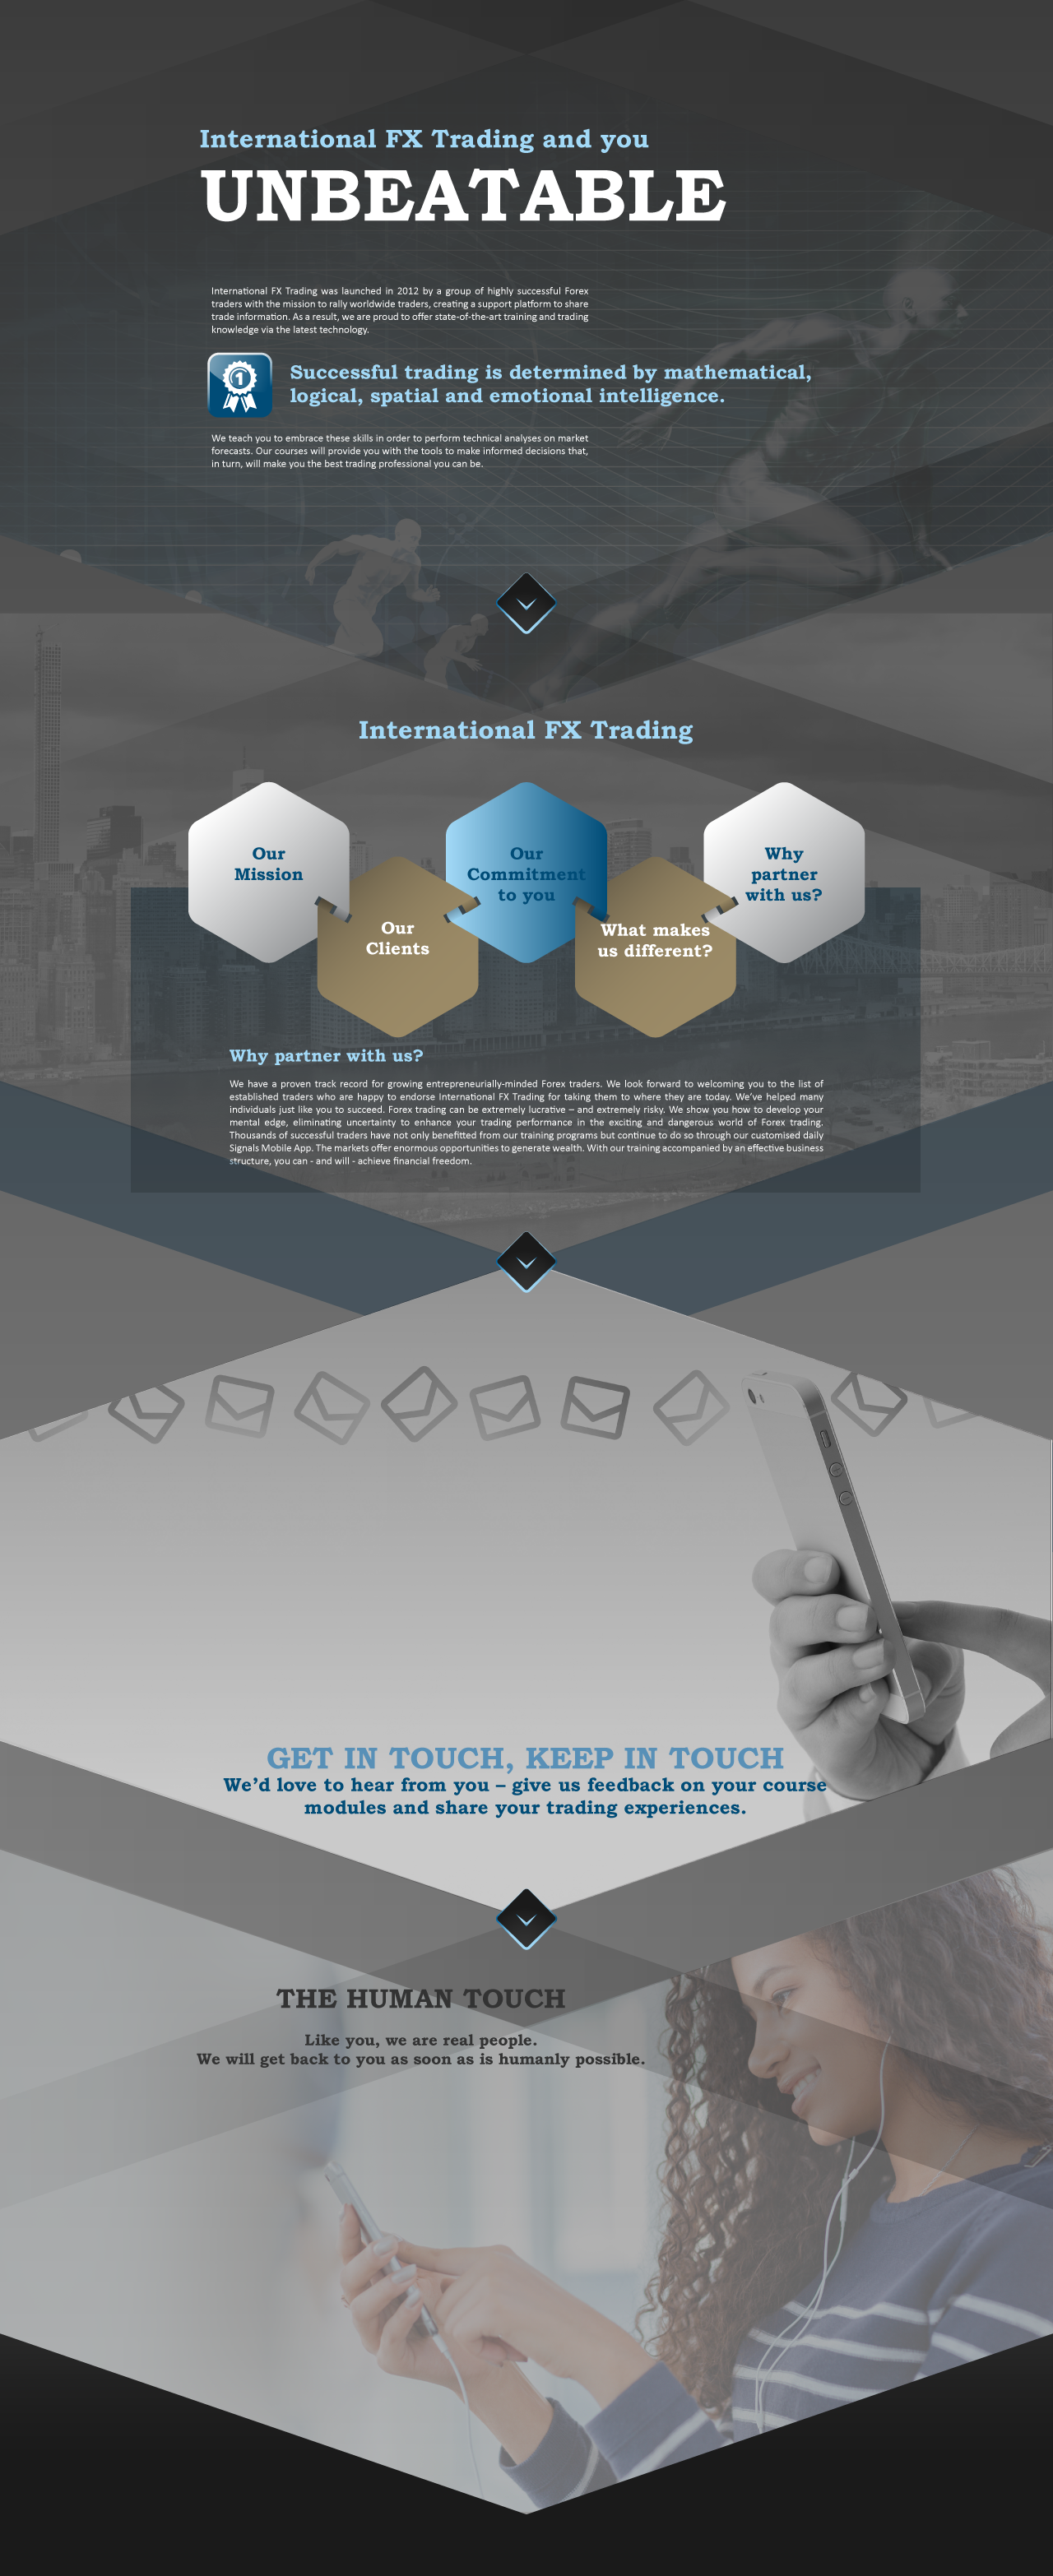 International FX Trading and you
UNBEATABLE
International FX Trading was launched in 2012 by a group of highly successful Forex
traders with the mission to rally worldwide traders, creating a support platform to share
trade information. As a result, we are proud to offer state-of-the-art training and trading
knowledge via the latest technology.
1
Successful trading is determined by mathematical,
logical, spatial and emotional intelligence.
We teach you to embrace these skills in order to perform technical analyses on market
forecasts. Our courses will provide you with the tools to make informed decisions that,
in turn, will make you the best trading professional you can be.
International FX Trading
Our
Mission
Our
Clients
Our
Commitment
to you
What makes
us different?
Why
partner
with us?
Why partner with us?
We have a proven track record for growing entrepreneurially-minded Forex traders. We look forward to welcoming you to the list of
established traders who are happy to endorse International FX Trading for taking them to where they are today. We’ve helped many
individuals just like you to succeed. Forex trading can be extremely lucrative – and extremely risky. We show you how to develop your
mental edge, eliminating uncertainty to enhance your trading performance in the exciting and dangerous world of Forex trading.
Thousands of successful traders have not only benefitted from our training programs but continue to do so through our customised daily
Signals Mobile App. The markets offer enormous opportunities to generate wealth. With our training accompanied by an effective business
structure, you can - and will - achieve financial freedom.
GET IN TOUCH, KEEP IN TOUCH
We’d love to hear from you – give us feedback on your course
modules and share your trading experiences.
THE HUMAN TOUCH
Like you, we are real people.
We will get back to you as soon as is humanly possible.